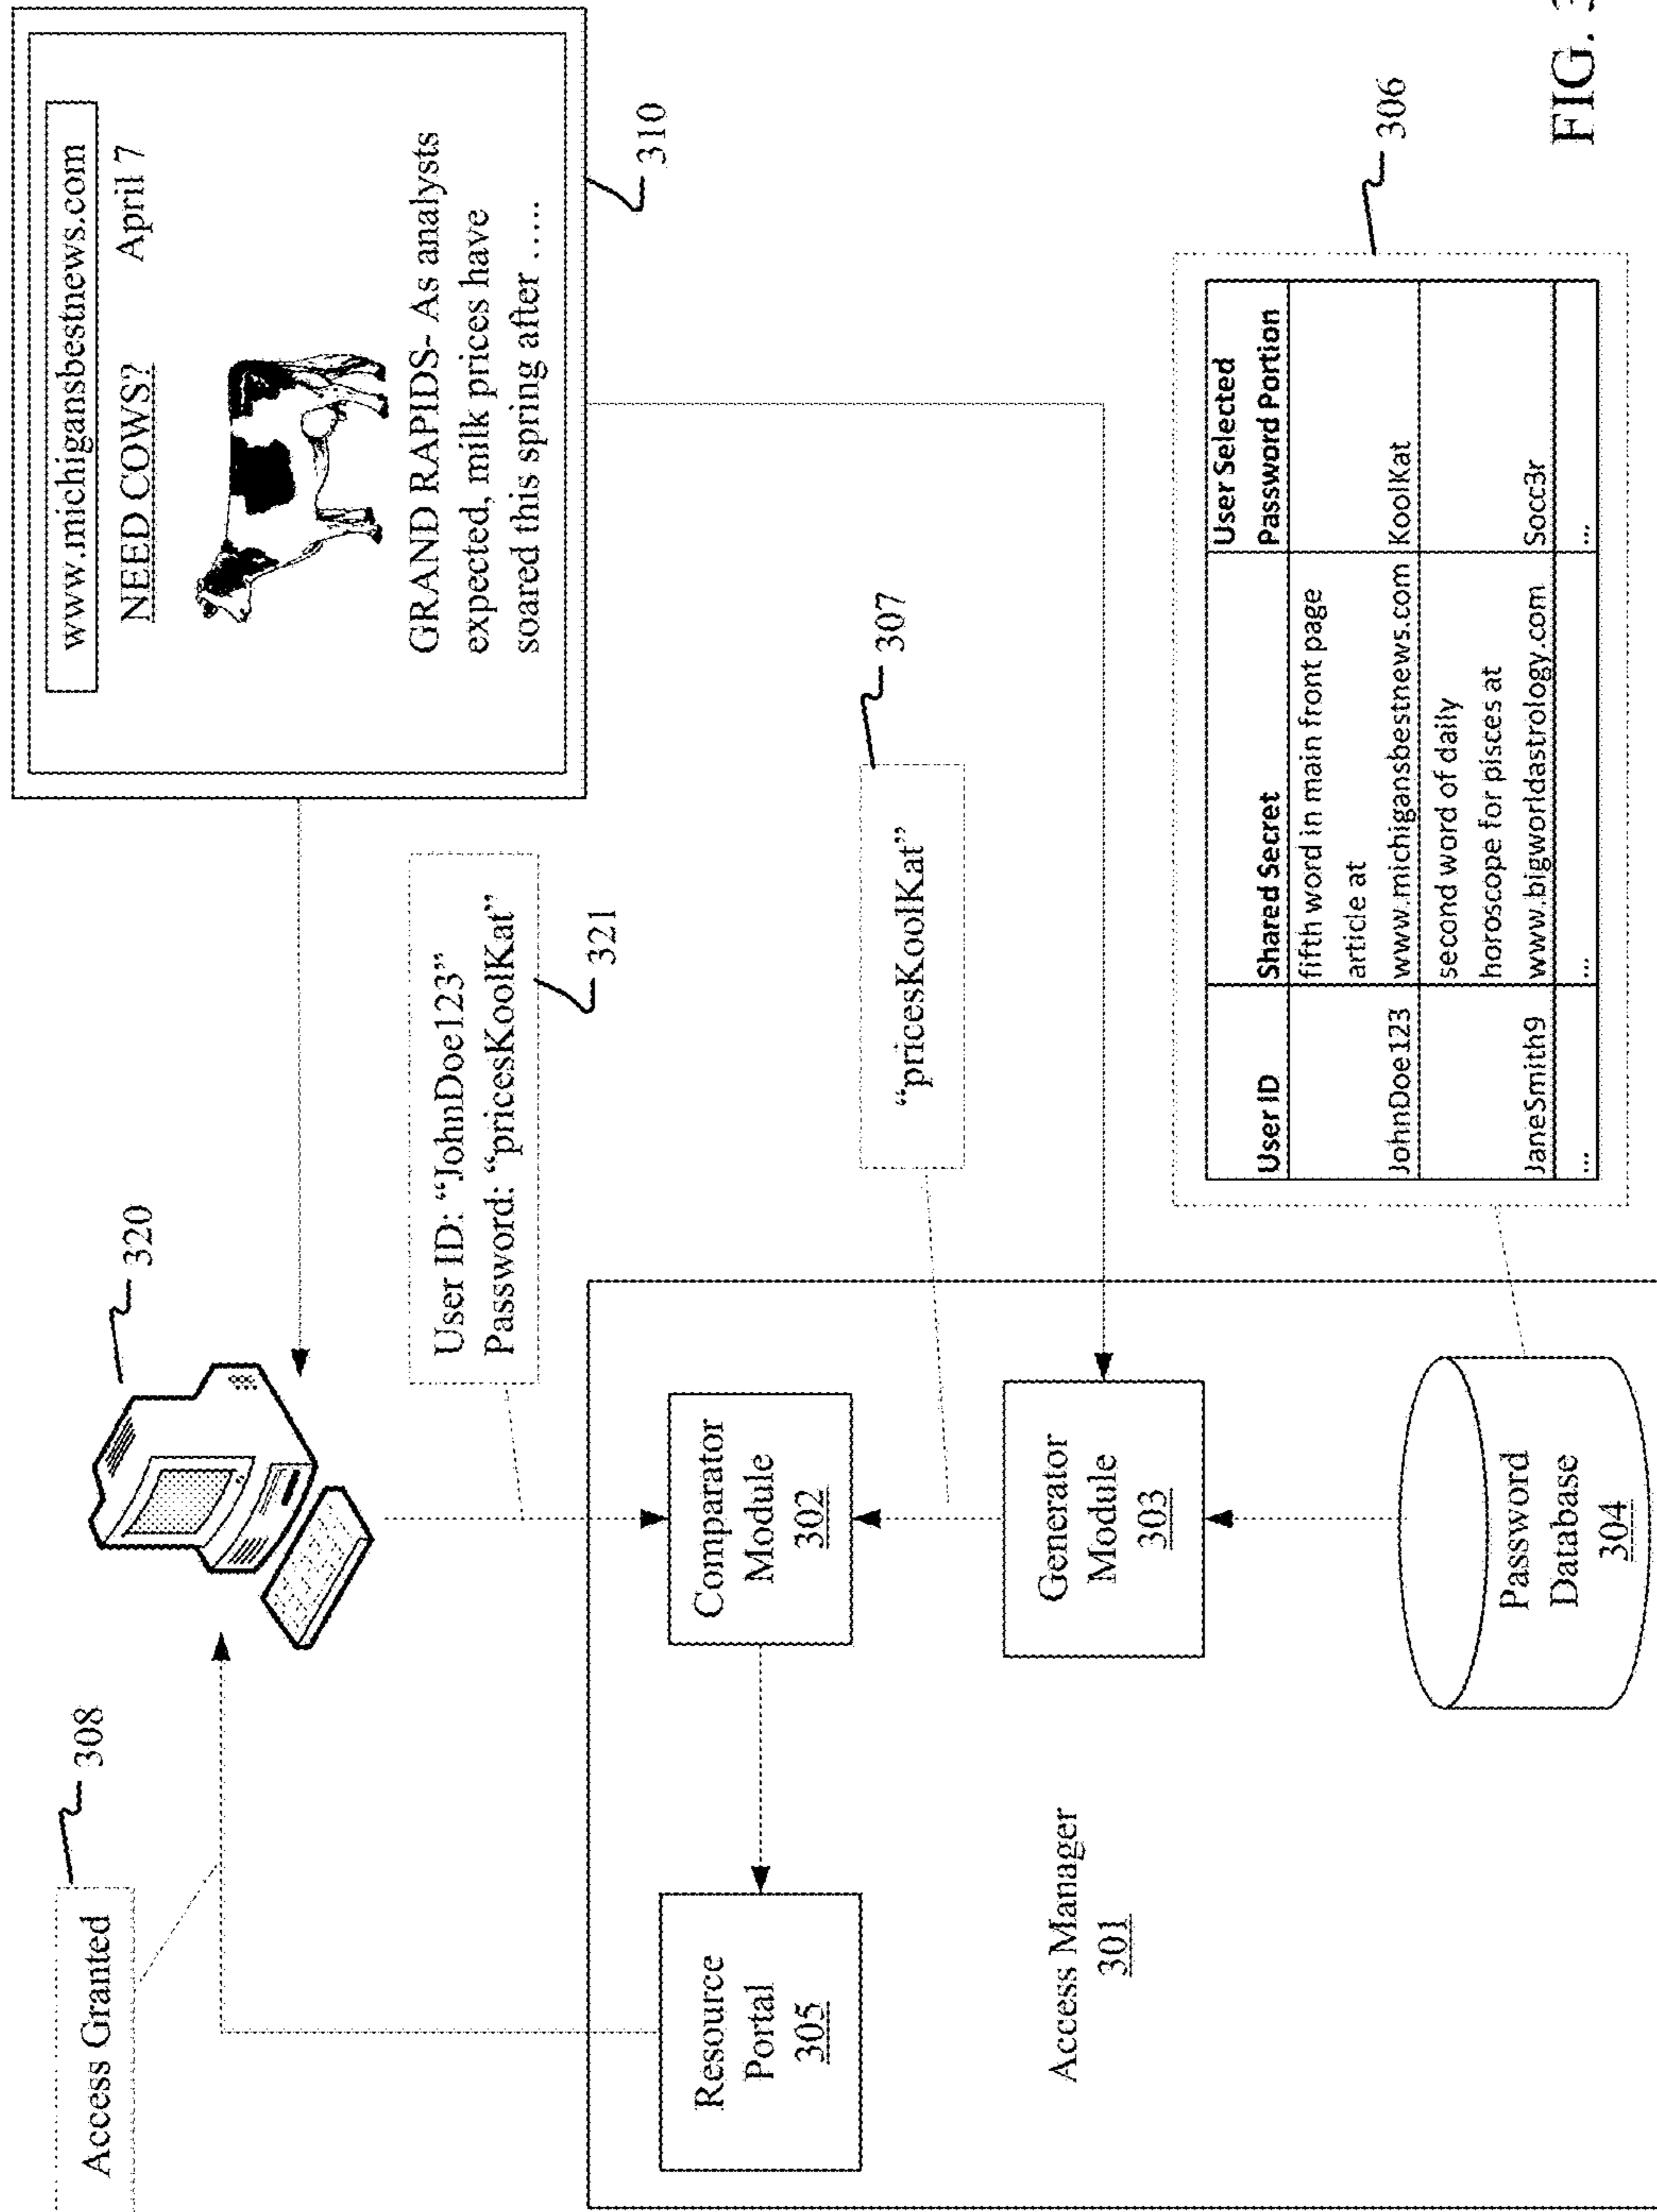 Access Granted
308
320
www.michigansbestnews.com
NEED COWS? April 7
GRAND RAPIDS- As analysts
expected, milk prices have
soared this spring after .....
310
User ID: “JohnDoe123”
Password: “pricesKoolKat”
321
Resource
Portal
305
Comparator
Module
302
“pricesKoolKat”
307
Generator
Module
303
Access Manager
301
Password
Database
304
306
User ID Shared Secret User Selected
Password Portion
fifth word in main front page
article at
JohnDoe123 www.michigansbestnews.com KoolKat
second word of daily
horoscope for pisces at
JaneSmith9 www.bigworldastrology.com Socc3r
... ... ...
FIG.